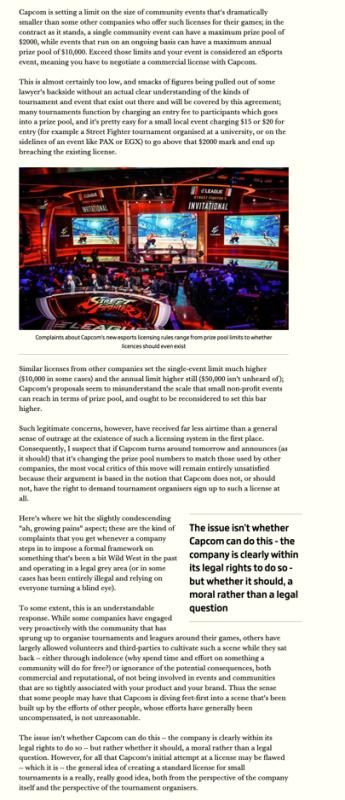 Capcom is setting a limit on the size of community events that's dramatically
smaller than some other companies who offer such licenses for their games; in the
contract as it stands, a single community event can have a maximum prize pool of
$2000, while events that run on an ongoing basis can have a maximum annual
prize pool of $10,000. Exceed those limits and your event is considered an eSports
event, meaning you have to negotiate a commercial license with Capcom.
This is almost certainly too low, and smacks of figures being pulled out of some
lawyer's backside without an actual clear understanding of the kinds of
tournament and event that exist out there and will be covered by this agreement;
many tournaments function by charging an entry fee to participants which goes
into a prize pool, and it's pretty easy for a small local event charging $15 or $20 for
entry (for example a Street Fighter tournament organised at a university, or on the
sidelines of an event like PAX or EGX) to go above that $2000 mark and end up
breaching the existing license.
ELEAGUE
STREET FIGHTER V
INVITATIONAL
INVITATIONAL
STREET FIGHTER
ELEAGUE
Complaints about Capcom's new esports licensing rules range from prize pool limits to whether
licences should even exist
Similar licenses from other companies set the single-event limit much higher
($10,000 in some cases) and the annual limit higher still ($50,000 isn't unheard of);
Capcom's proposals seem to misunderstand the scale that small non-profit events
can reach in terms of prize pool, and ought to be reconsidered to set this bar
higher.
Such legitimate concerns, however, have received far less airtime than a general
sense of outrage at the existence of such a licensing system in the first place.
Consequently, I suspect that if Capcom turns around tomorrow and announces (as
it should) that it's changing the prize pool numbers to match those used by other
companies, the most vocal critics of this move will remain entirely unsatisfied
because their argument is based in the notion that Capcom does not, or should
not, have the right to demand tournament organisers sign up to such a license at
all.
Here's where we hit the slightly condescending
"ah, growing pains" aspect; these are the kind of
complaints that you get whenever a company
steps in to impose a formal framework on
something that's been a bit Wild West in the past
and operating in a legal grey area (or in some
cases has been entirely illegal and relying on
everyone turning a blind eye).
The issue isn't whether
Capcom can do this - the
company is clearly within
its legal rights to do so -
but whether it should, a
moral rather than a legal
question
To some extent, this is an understandable
response. While some companies have engaged
very proactively with the community that has
sprung up to organise tournaments and leagues around their games, others have
largely allowed volunteers and third-parties to cultivate such a scene while they sat
back -- either through indolence (why spend time and effort on something a
community will do for free?) or ignorance of the potential consequences, both
commercial and reputational, of not being involved in events and communities
that are so tightly associated with your product and your brand. Thus the sense
that some people may have that Capcom is diving feet-first into a scene that's been
built up by the efforts of other people, whose efforts have generally been
uncompensated, is not unreasonable.
The issue isn't whether Capcom can do this -- the company is clearly within its
legal rights to do so -- but rather whether it should, a moral rather than a legal
question. However, for all that Capcom's initial attempt at a license may be flawed
-- which it is -- the general idea of creating a standard license for small
tournaments is a really, really good idea, both from the perspective of the company
itself and the perspective of the tournament organisers.